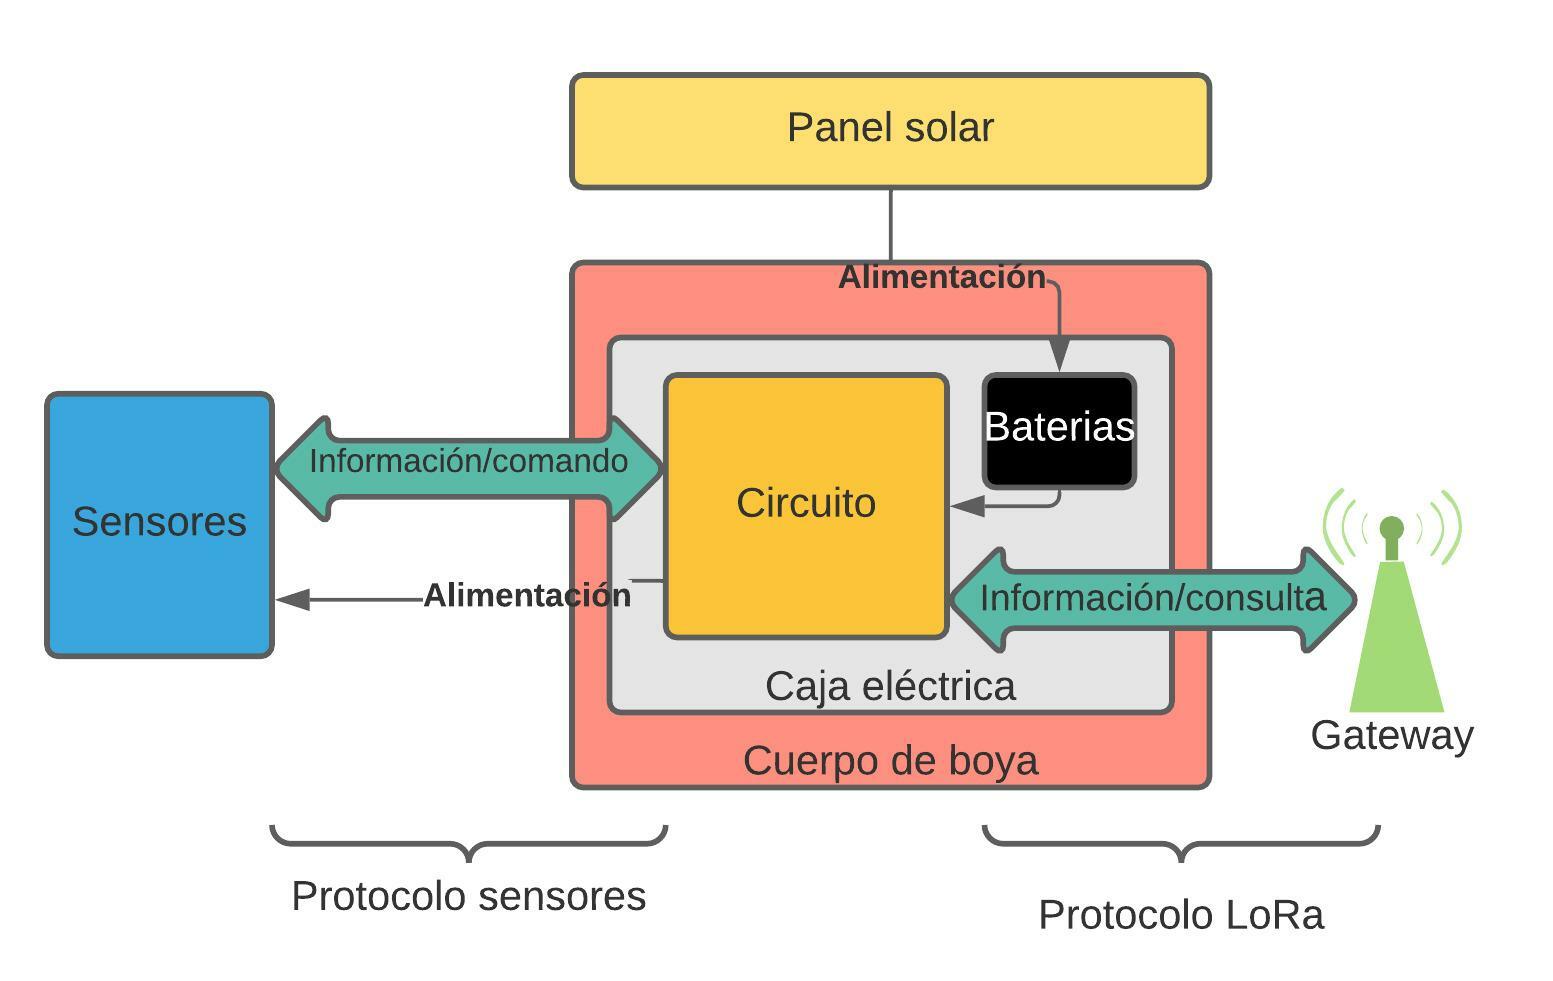 Panel solar
Alimentación
Baterias
Información/comando
Circuito
Sensores
Alimentación
Información/consulta
Caja eléctrica
Gateway
Cuerpo de boya
Protocolo sensores
Protocolo LoRa